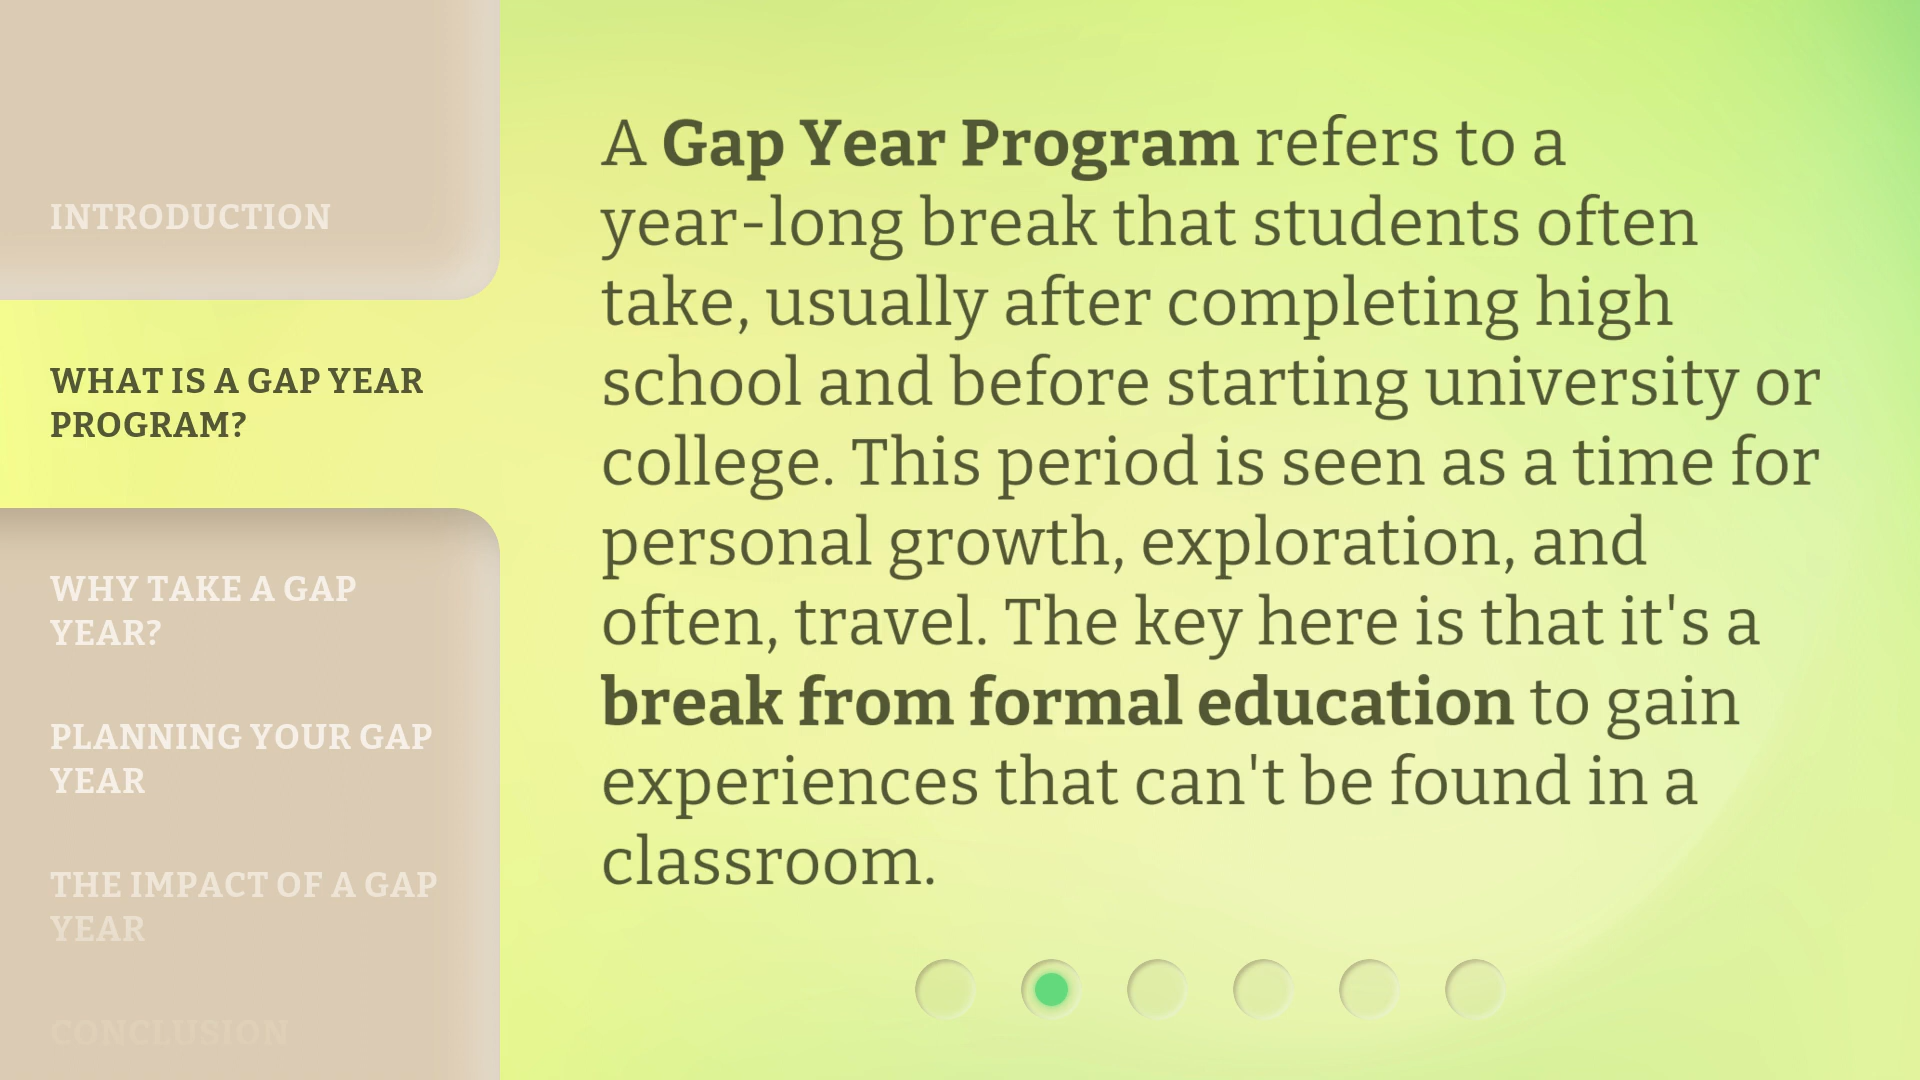 INTRODUCTION
WHAT IS A GAP YEAR
PROGRAM?
WHY TAKE A GAP
YEAR?
PLANNING YOUR GAP
YEAR
THE IMPACT OF A GAP
YEAR
CONCLUSION
A Gap Year Program refers to a
year-long break that students often
take, usually after completing high
school and before starting university or
college. This period is seen as a time for
personal growth, exploration, and
often, travel. The key here is that it's a
break from formal education to gain
experiences that can't be found in a
classroom.